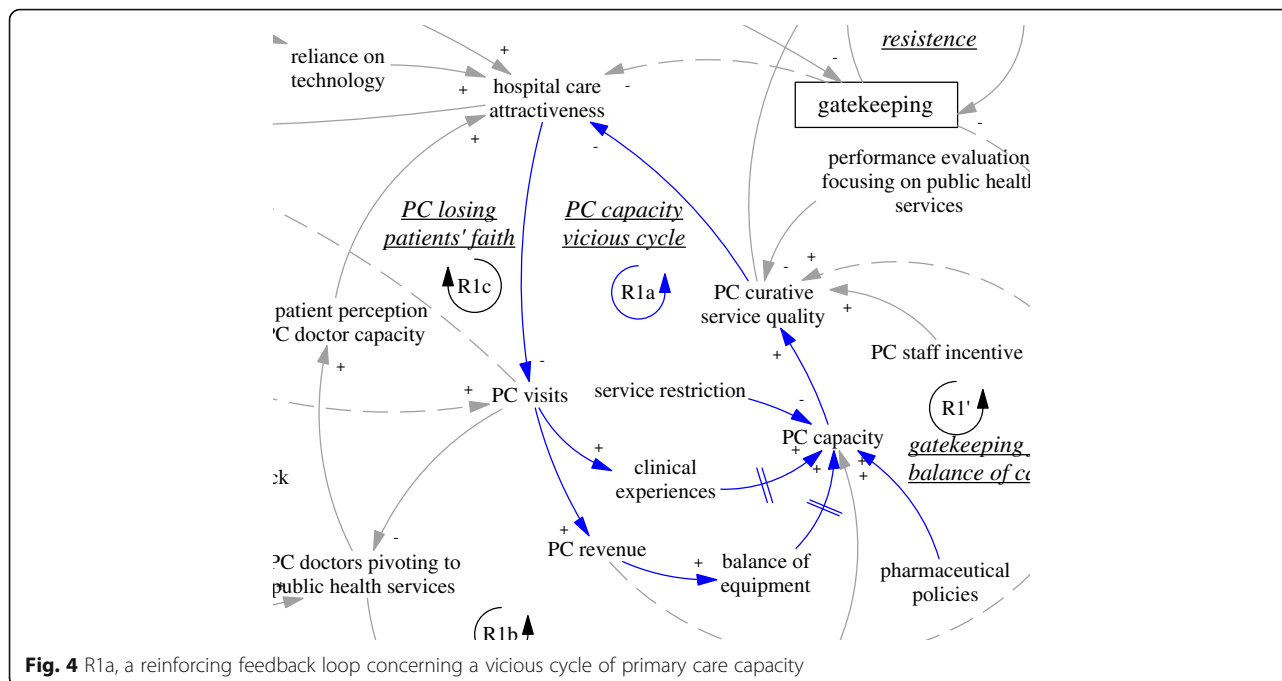 resistence
reliance on
technology
+
-
+
-
hospital care
attractiveness
gatekeeping
+
-
-
performance evaluation
focusing on public health
services
PC losing
patients' faith
PC capacity
vicious cycle
R1c
R1a
-
+
PC curative
service quality
+
patient perception
PC doctor capacity
PC staff incentive
+
+
-
+
PC visits
service restriction
-
R1'
PC capacity
gatekeeping
balance of ca
+
+
+
+
+
clinical
experiences
ck
+
PC revenue
+
balance of
equipment
pharmaceutical
policies
-
PC doctors pivoting to
public health services
+
R1b
Fig. 4 R1a, a reinforcing feedback loop concerning a vicious cycle of primary care capacity